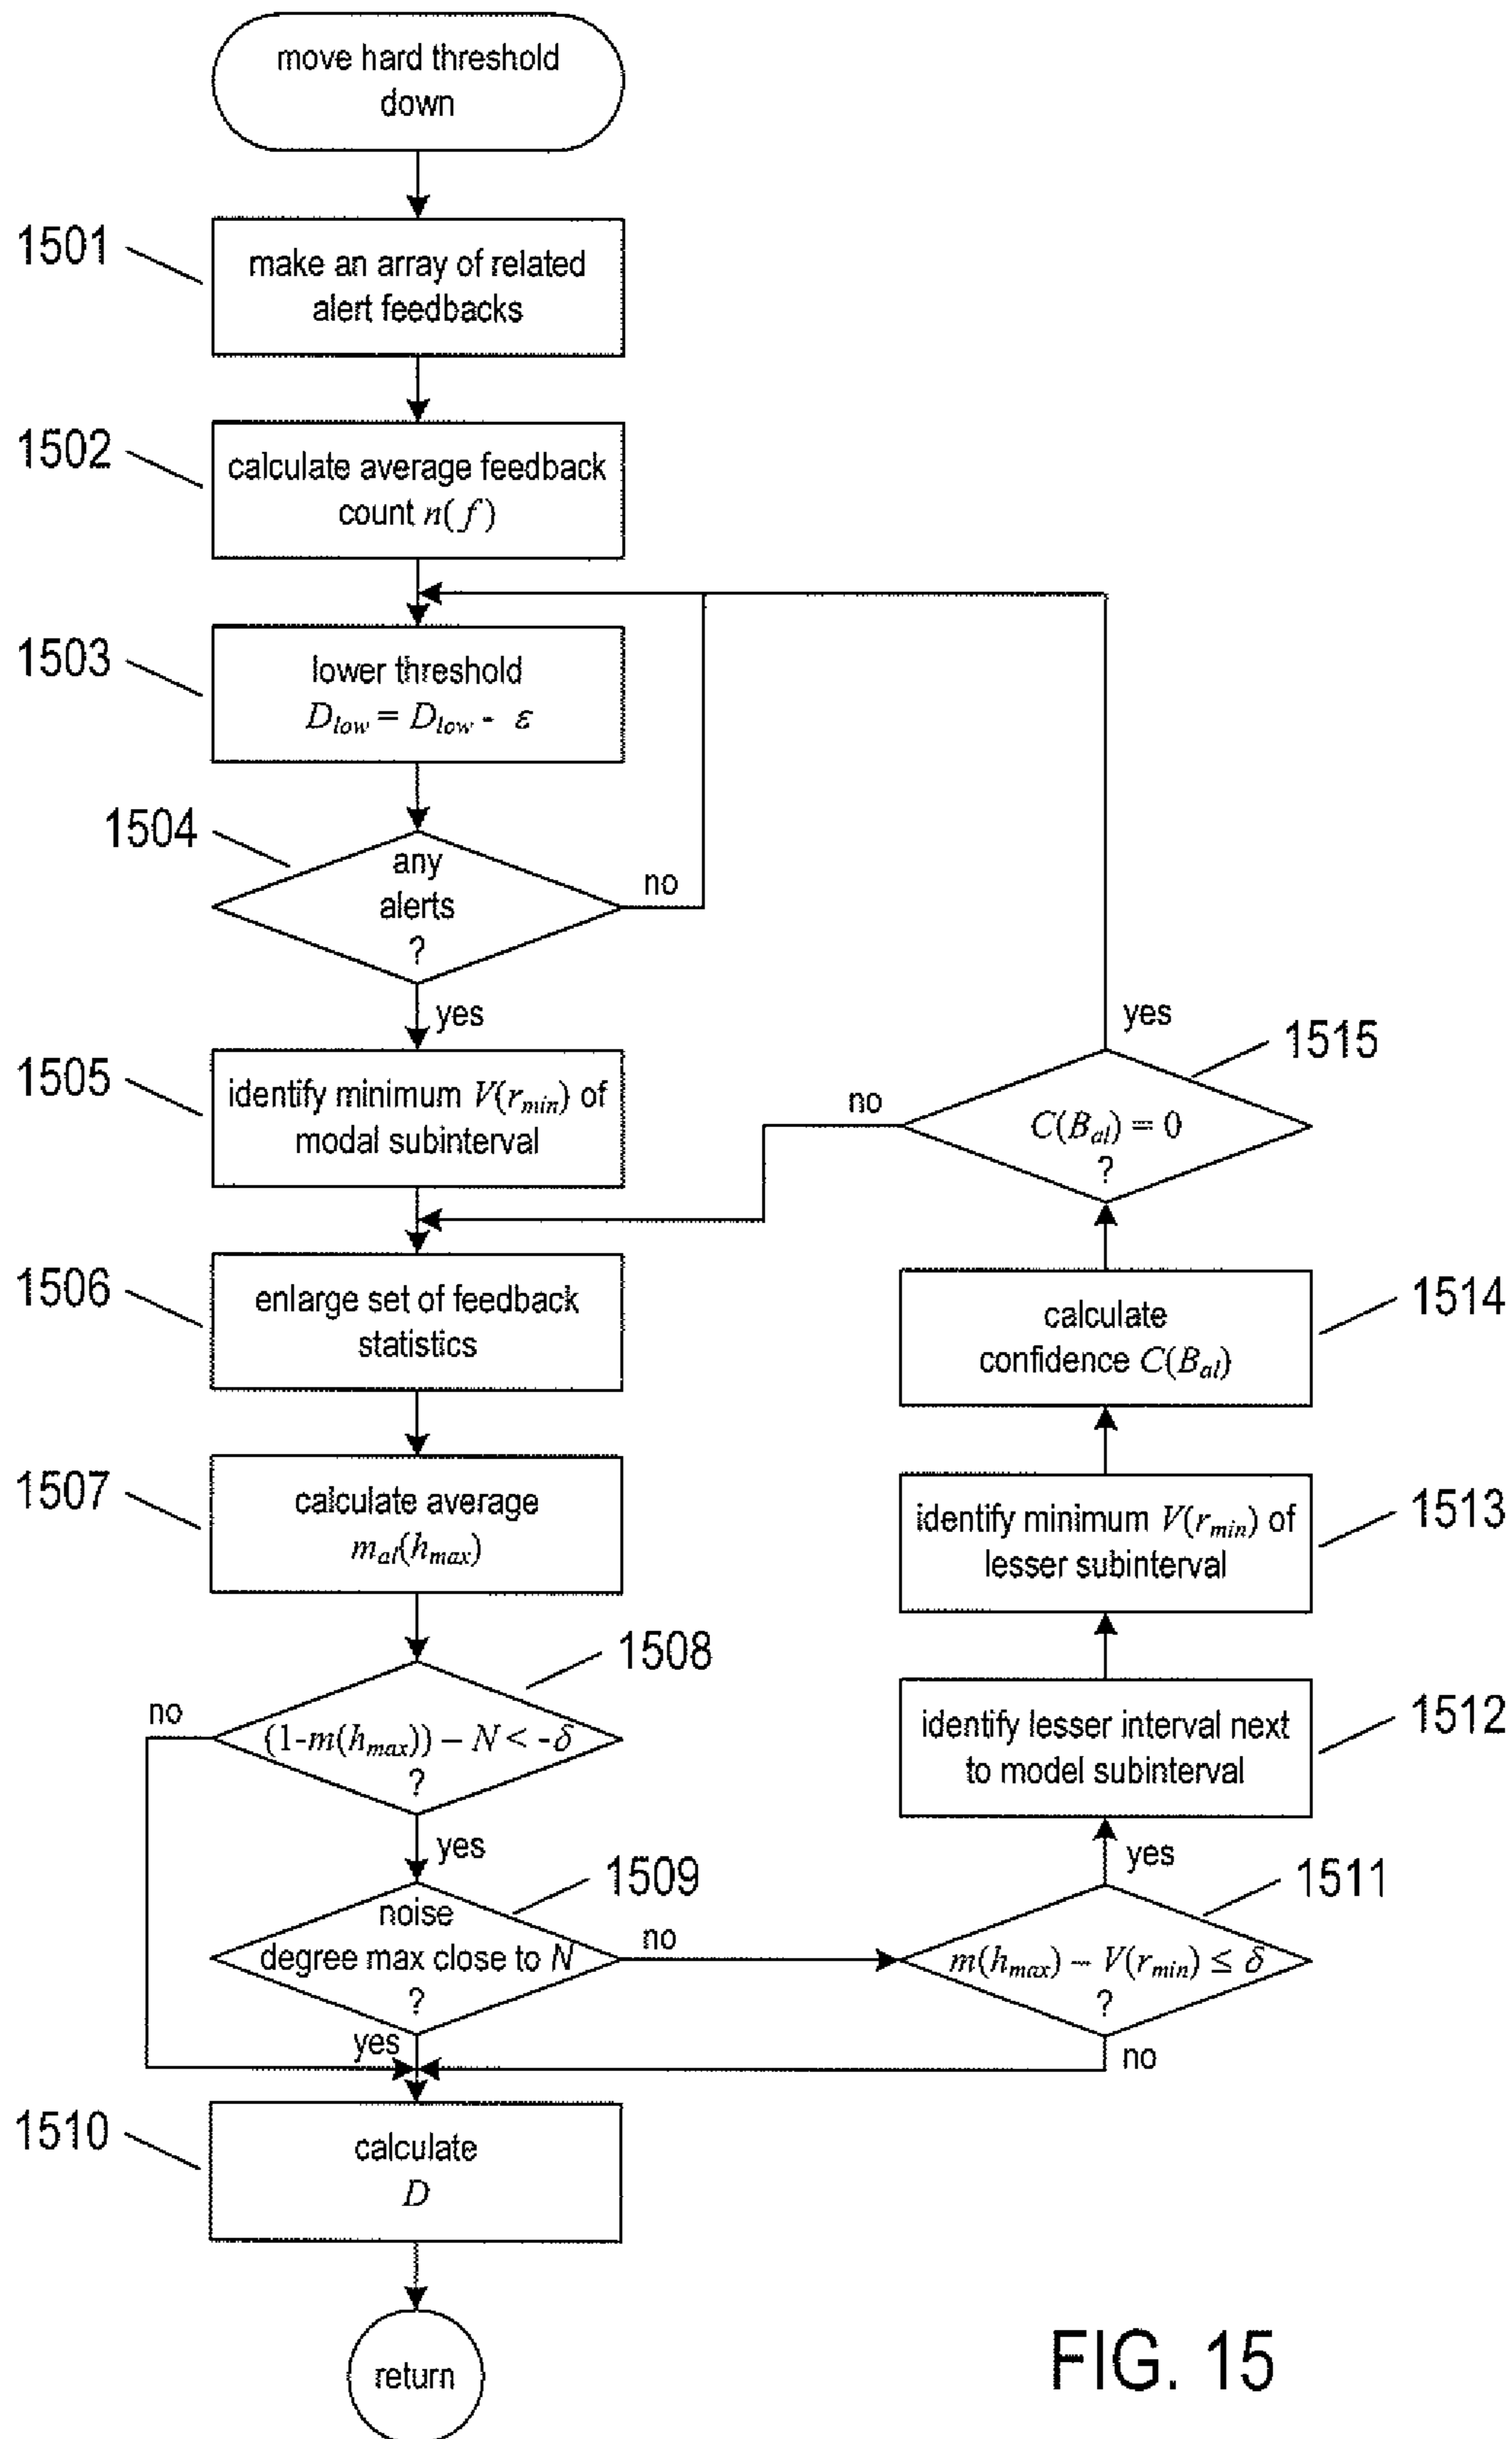 move hard threshold
down
1501
make an array of related
alert feedbacks
1502
calculate average feedback
count n( f )
1503
lower threshold
D_low = D_low - ε
1504
any
alerts
?
no
yes
1505
identify minimum V(r_min) of
modal subinterval
1506
enlarge set of feedback
statistics
1507
calculate average
m_al(h_max)
1508
(1-m(h_max)) – N < -δ
?
no
yes
1509
noise
degree max close to N
?
no
yes
1510
calculate
D
return
1511
m(h_max) – V(r_min) ≤ δ
?
yes
no
1512
identify lesser interval next
to model subinterval
1513
identify minimum V(r_min) of
lesser subinterval
1514
calculate
confidence C(B_al)
1515
C(B_al) = 0
?
yes
no
FIG. 15